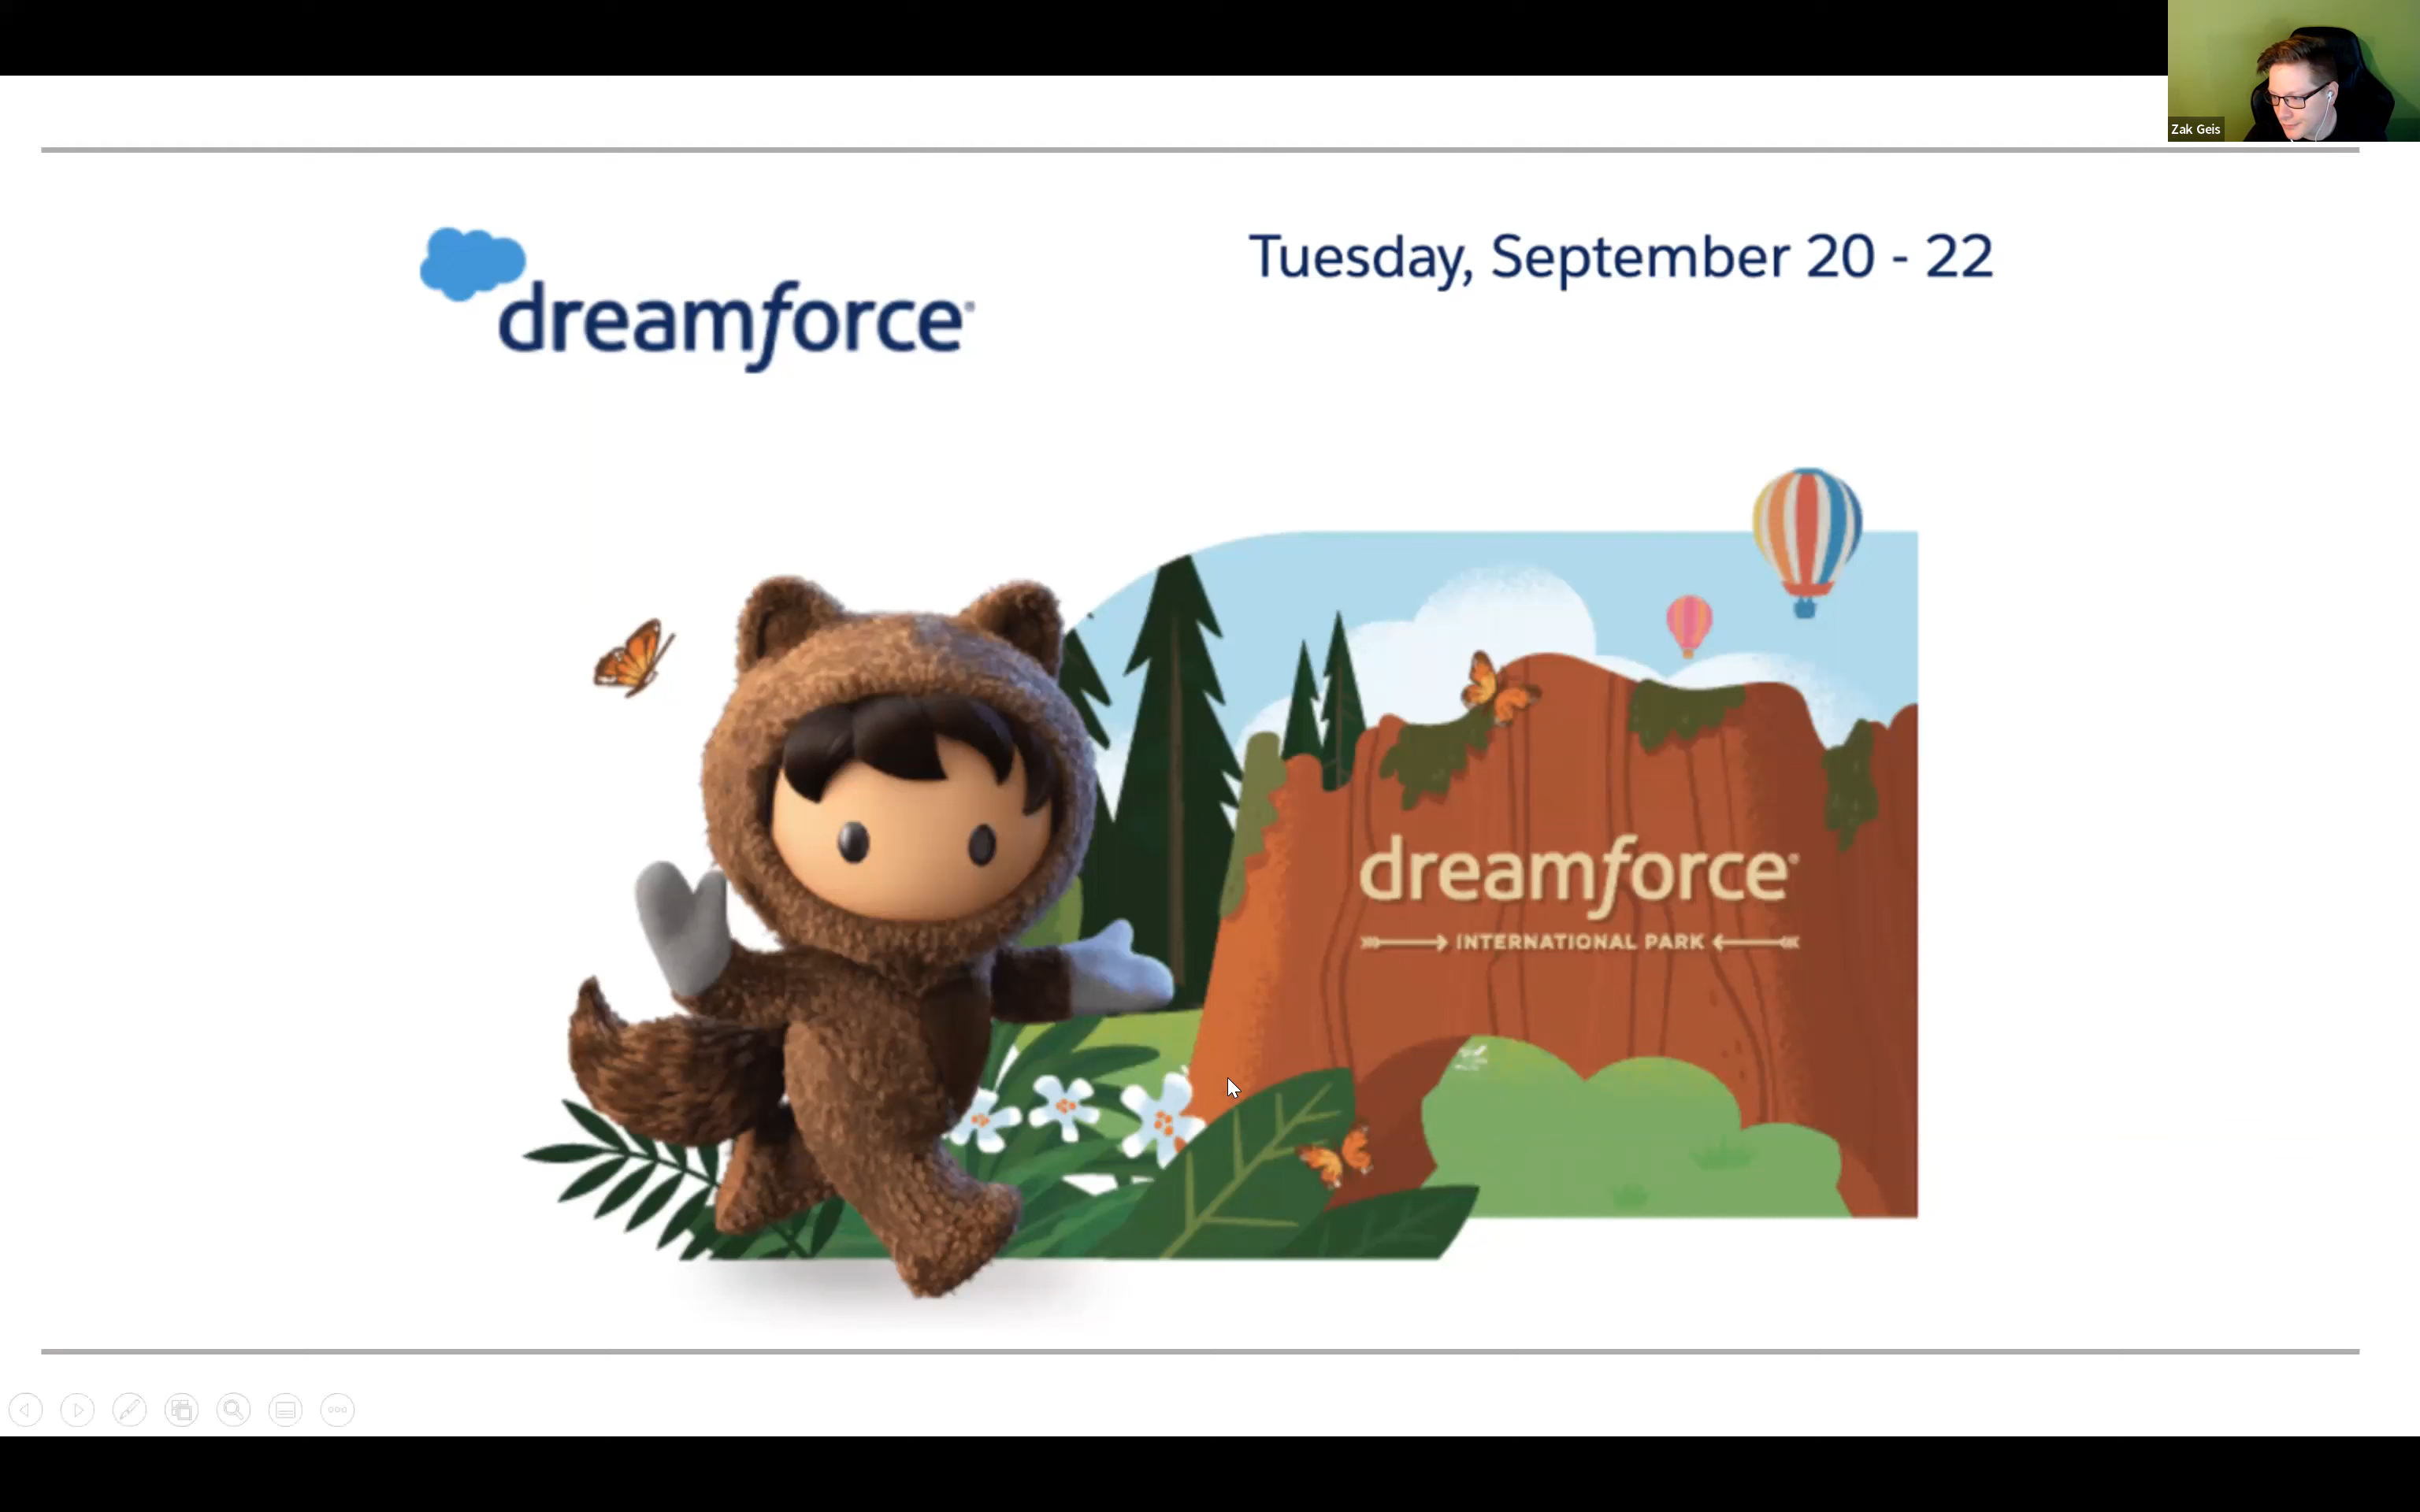 Zak Geis
dreamforce
Tuesday, September 20 - 22
dreamforce
INTERNATIONAL PARK